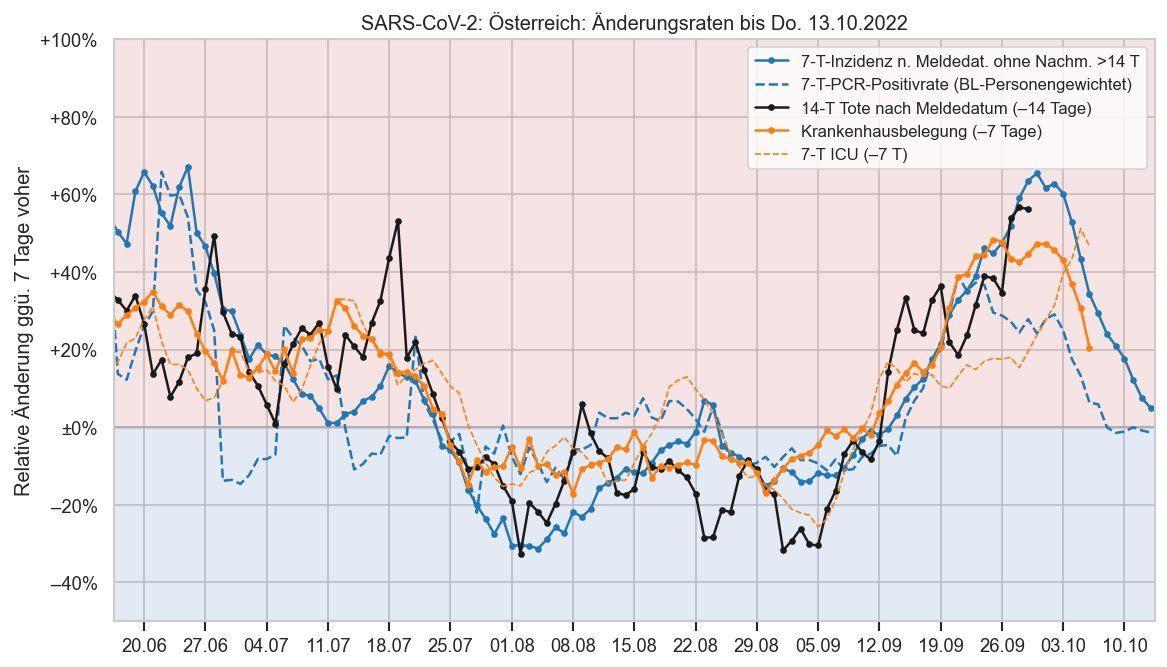 SARS-CoV-2: Österreich: Änderungsraten bis Do. 13.10.2022
+100%
+80%
+60%
+40%
+20%
±0%
−20%
−40%
Relative Änderung ggü. 7 Tage voher
7-T-Inzidenz n. Meldedat. ohne Nachm. >14 T
7-T-PCR-Positivrate (BL-Personengewichtet)
14-T Tote nach Meldedatum (−14 Tage)
Krankenhausbelegung (−7 Tage)
7-T ICU (−7 T)
20.06 27.06 04.07 11.07 18.07 25.07 01.08 08.08 15.08 22.08 29.08 05.09 12.09 19.09 26.09 03.10 10.10